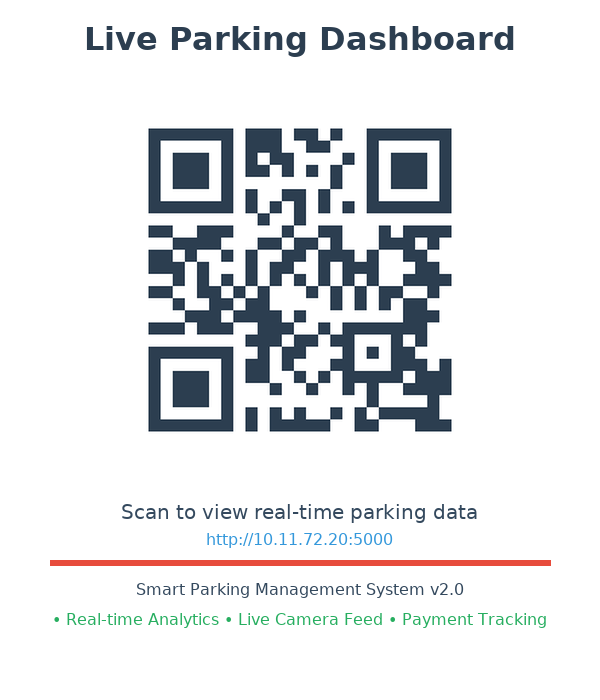 Live Parking Dashboard
Scan to view real-time parking data
http://10.11.72.20:5000
Smart Parking Management System v2.0
• Real-time Analytics • Live Camera Feed • Payment Tracking